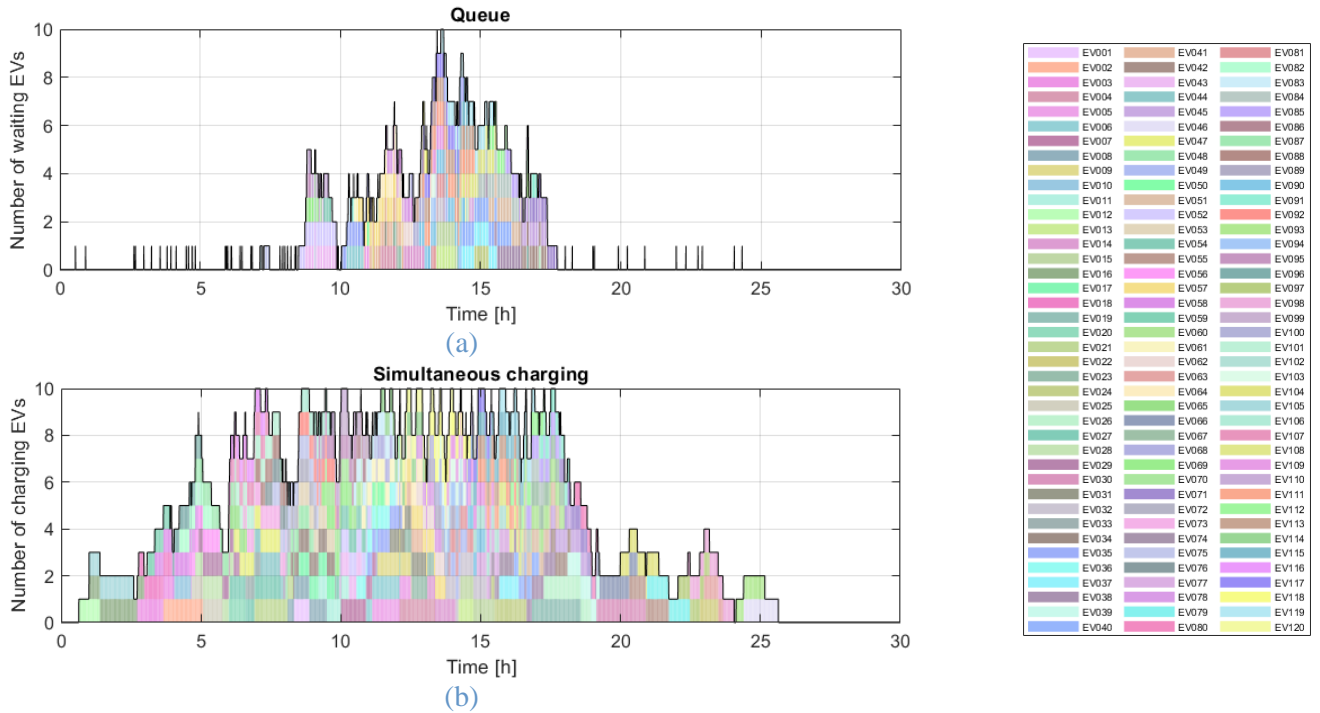 Queue
Number of waiting EVs
10
8
6
4
2
0
0 5 10 15 20 25 30
Time [h]
(a)
Simultaneous charging
Number of charging EVs
10
8
6
4
2
0
0 5 10 15 20 25 30
Time [h]
(b)
EV001 EV041 EV081
EV002 EV042 EV082
EV003 EV043 EV083
EV004 EV044 EV084
EV005 EV045 EV085
EV006 EV046 EV086
EV007 EV047 EV087
EV008 EV048 EV088
EV009 EV049 EV089
EV010 EV050 EV090
EV011 EV051 EV091
EV012 EV052 EV092
EV013 EV053 EV093
EV014 EV054 EV094
EV015 EV055 EV095
EV016 EV056 EV096
EV017 EV057 EV097
EV018 EV058 EV098
EV019 EV059 EV099
EV020 EV060 EV100
EV021 EV061 EV101
EV022 EV062 EV102
EV023 EV063 EV103
EV024 EV064 EV104
EV025 EV065 EV105
EV026 EV066 EV106
EV027 EV067 EV107
EV028 EV068 EV108
EV029 EV069 EV109
EV030 EV070 EV110
EV031 EV071 EV111
EV032 EV072 EV112
EV033 EV073 EV113
EV034 EV074 EV114
EV035 EV075 EV115
EV036 EV076 EV116
EV037 EV077 EV117
EV038 EV078 EV118
EV039 EV079 EV119
EV040 EV080 EV120